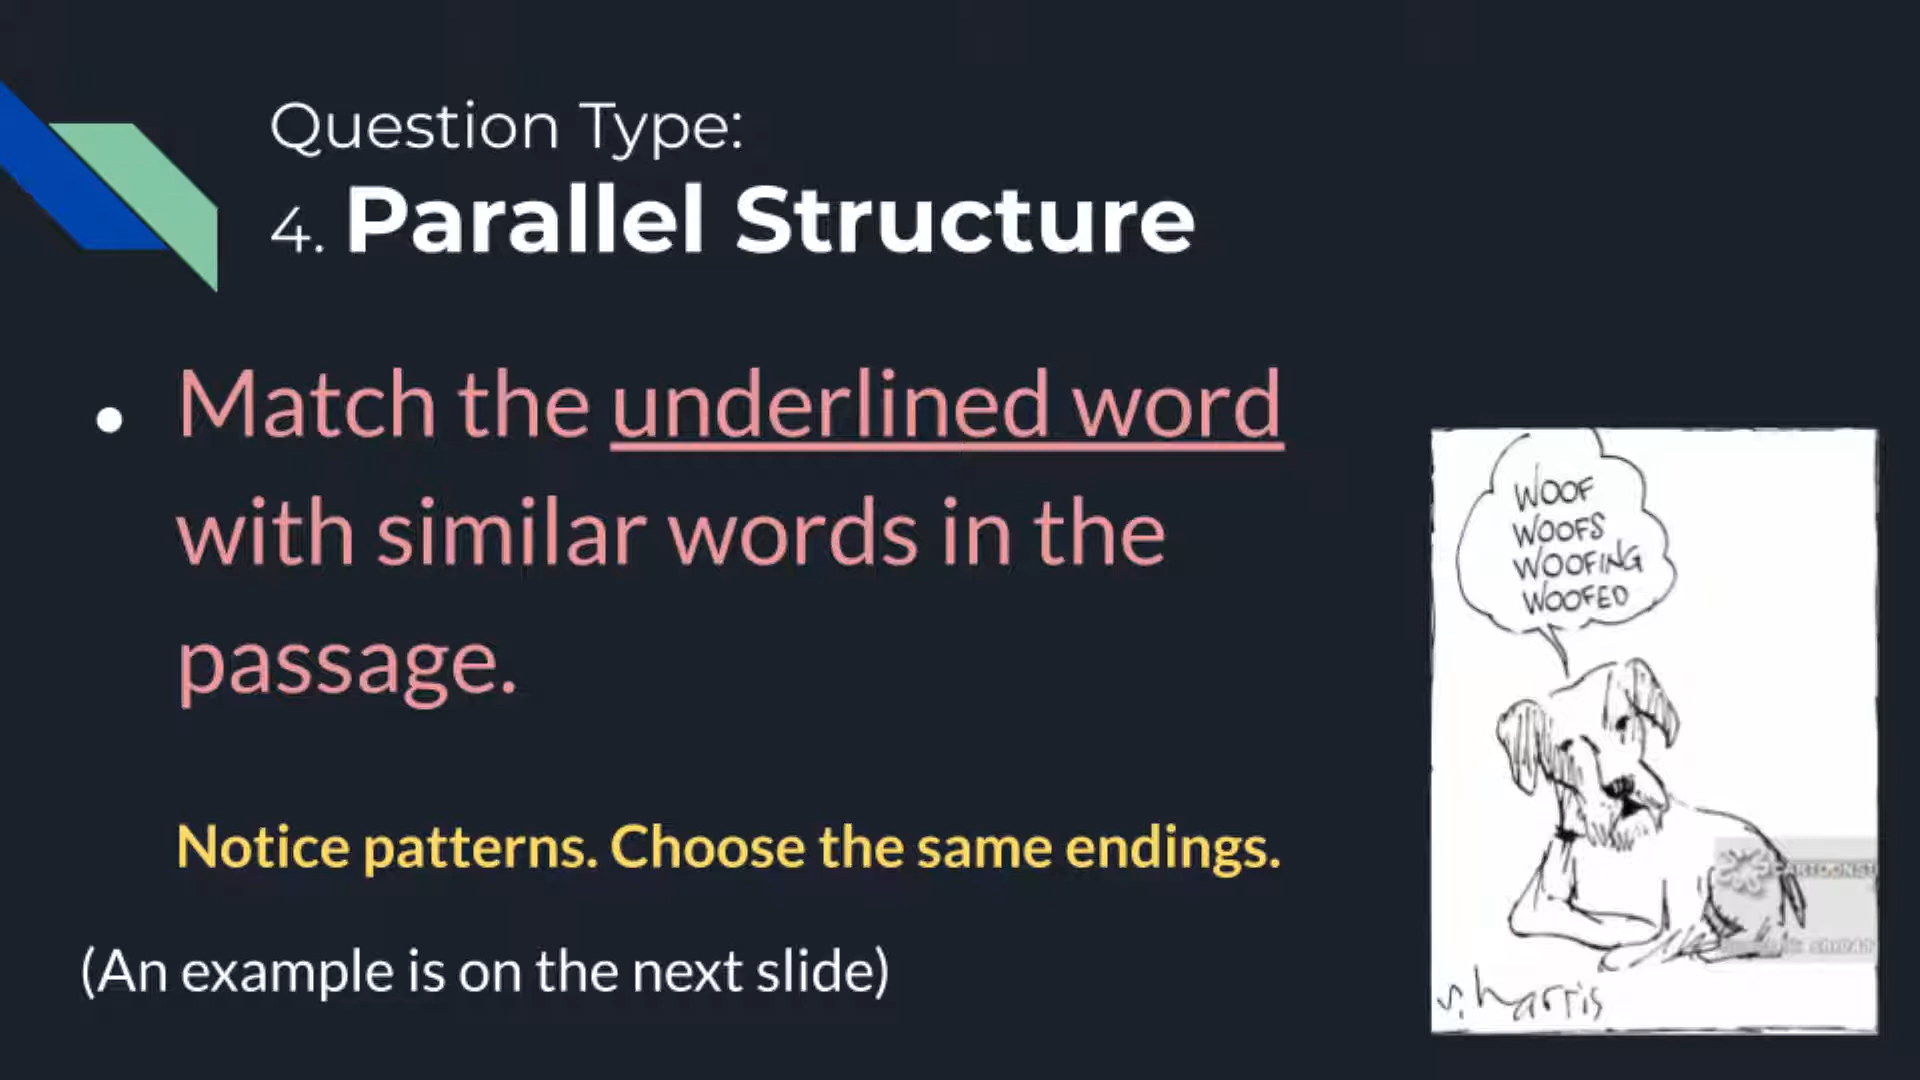 Question Type:
4. Parallel Structure
● Match the underlined word
with similar words in the
passage.
Notice patterns. Choose the same endings.
(An example is on the next slide)
WOOF
WOOFS
WOOFING
WOOFED
s. harris